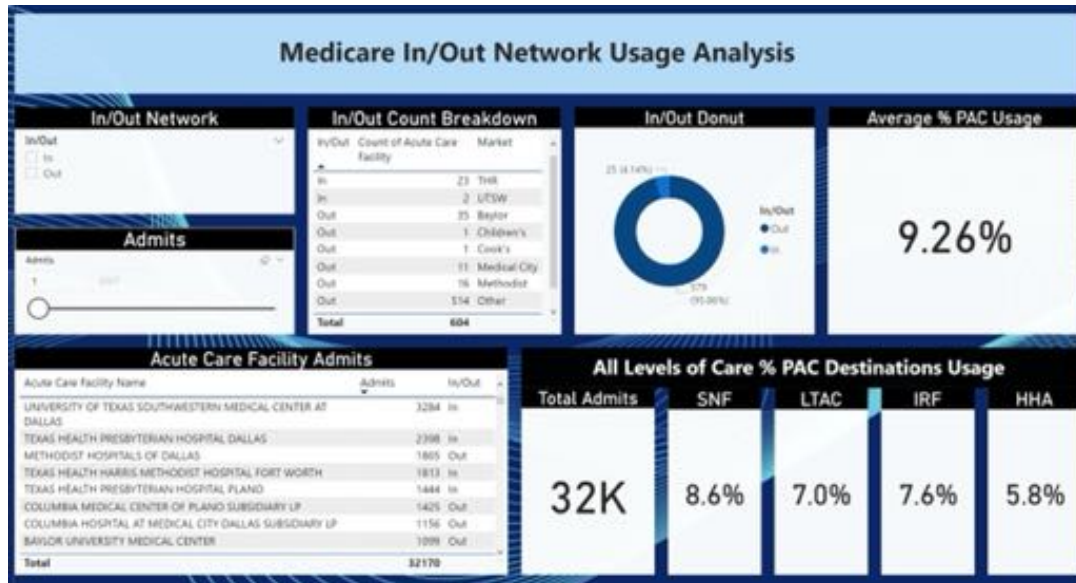 Medicare In/Out Network Usage Analysis
In/Out Network
In/Out
In
Out
Admits
Admits
1
In/Out Count Breakdown
In/Out Count of Acute Care Facility Market
In 23 THR
In 2 UTSW
Out 35 Baylor
Out 1 Children's
Out 1 Cook's
Out 11 Medical City
Out 16 Methodist
Out 514 Other
Total 604
In/Out Donut
25 (4.14%)
In/Out
Out
In
579
Average % PAC Usage
9.26%
Acute Care Facility Admits
Acute Care Facility Name Admits In/Out
UNIVERSITY OF TEXAS SOUTHWESTERN MEDICAL CENTER AT 3284 In
DALLAS
TEXAS HEALTH PRESBYTERIAN HOSPITAL DALLAS 2398 In
METHODIST HOSPITALS OF DALLAS 1865 Out
TEXAS HEALTH HARRIS METHODIST HOSPITAL FORT WORTH 1813 In
TEXAS HEALTH PRESBYTERIAN HOSPITAL PLANO 1444 In
COLUMBIA MEDICAL CENTER OF PLANO SUBSIDIARY LP 1425 Out
COLUMBIA HOSPITAL AT MEDICAL CITY DALLAS SUBSIDIARY LP 1156 Out
BAYLOR UNIVERSITY MEDICAL CENTER 1099 Out
Total 32170
All Levels of Care % PAC Destinations Usage
Total Admits SNF LTAC IRF HHA
32K 8.6% 7.0% 7.6% 5.8%